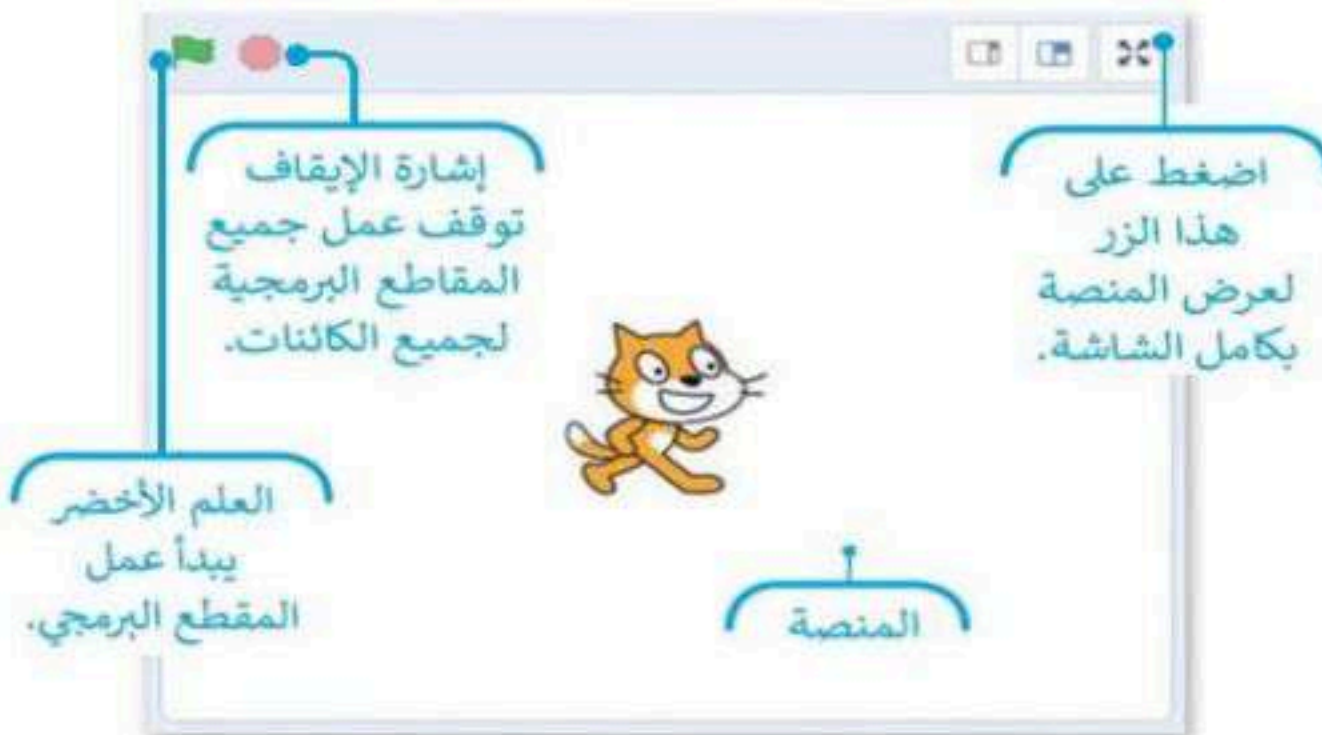 إشارة الإيقاف
توقف عمل جميع
المقاطع البرمجية
لجميع الكائنات.
اضغط على
هذا الزر
لعرض المنصة
بكامل الشاشة.
العلم الأخضر
يبدأ عمل
المقطع البرمجي.
المنصة